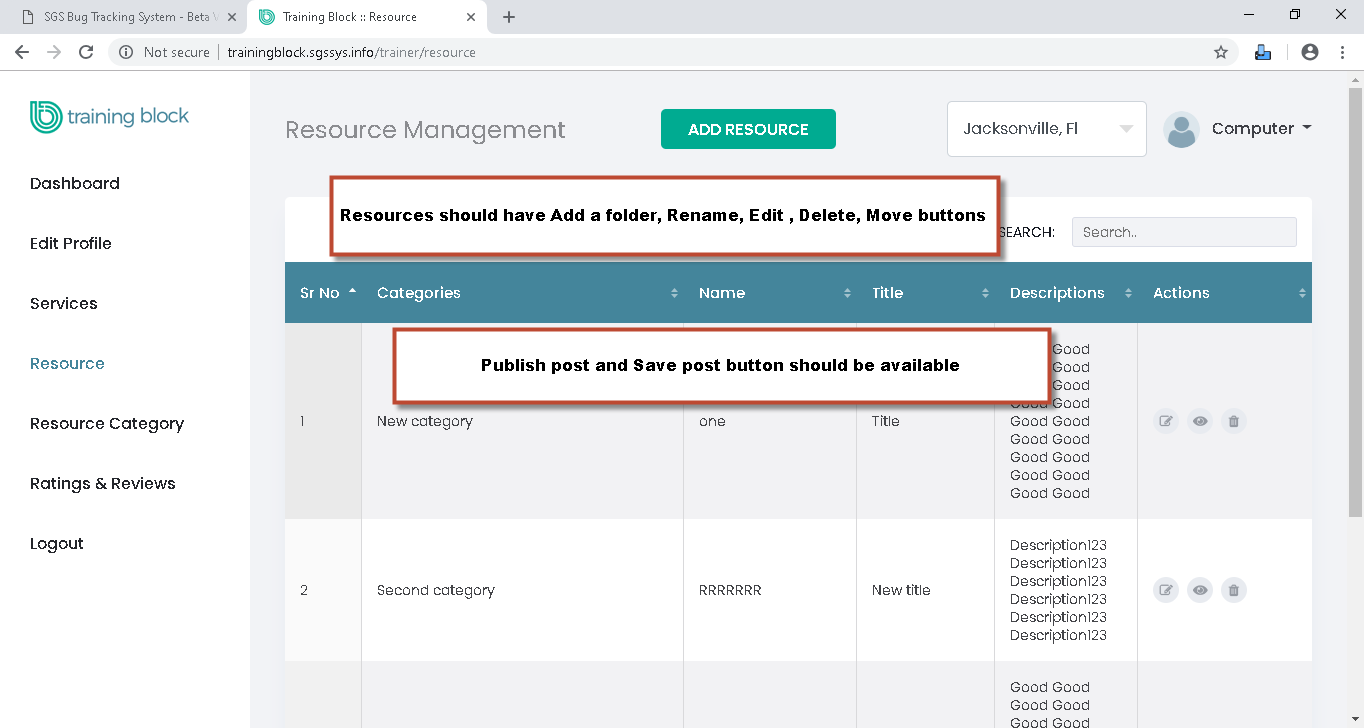 SGS Bug Tracking System - Beta
Training Block :: Resource
Not secure
trainingblock.sgssys.info/trainer/resource
training block
Resource Management
ADD RESOURCE
Jacksonville, Fl
Computer
Dashboard
Edit Profile
Services
Resource
Resource Category
Ratings & Reviews
Logout
Resources should have Add a folder, Rename, Edit , Delete, Move buttons
SEARCH:
Search..
Sr No
Categories
Name
Title
Descriptions
Actions
Publish post and Save post button should be available
1
New category
one
Title
Good
Good
Good
Good Good
Good Good
Good Good
Good Good
Good Good
Good Good
2
Second category
RRRRRRR
New title
Description123
Description123
Description123
Description123
Description123
Description123
Good Good
Good Good
Good Good